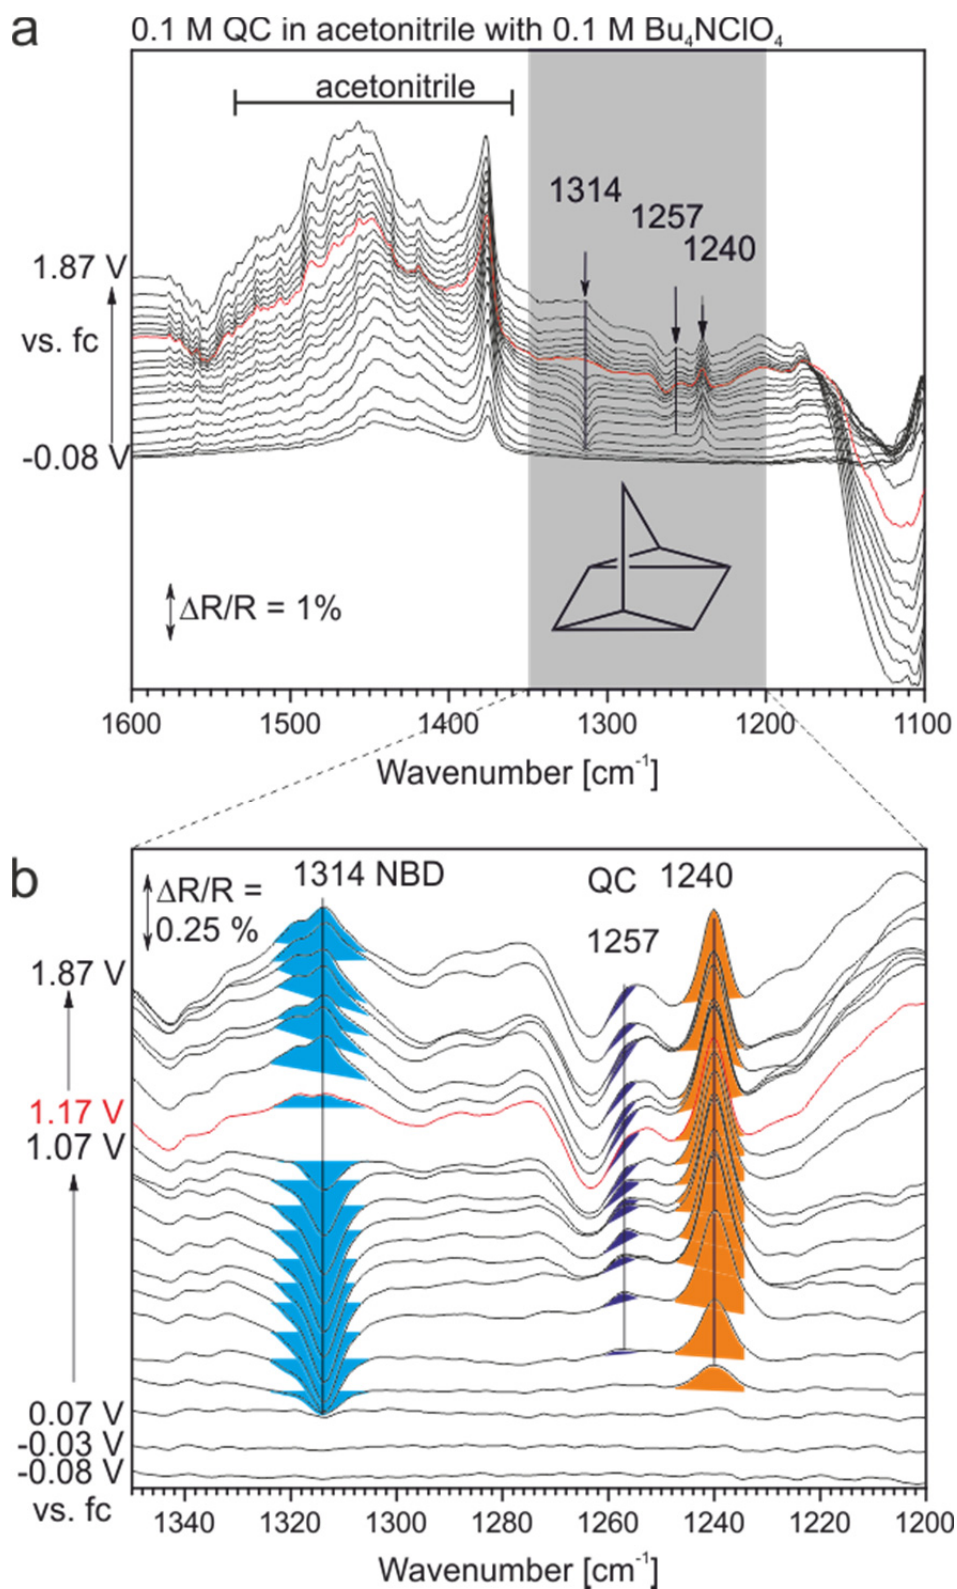 a
0.1 M QC in acetonitrile with 0.1 M Bu₄NClO₄
acetonitrile
1314
1257
1240
1.87 V
vs. fc
-0.08 V
ΔR/R = 1%
1600 1500 1400 1300 1200 1100
Wavenumber [cm⁻¹]
b
ΔR/R =
0.25 %
1314 NBD
QC 1240
1257
1.87 V
1.17 V
1.07 V
0.07 V
-0.03 V
-0.08 V
vs. fc
1340 1320 1300 1280 1260 1240 1220 1200
Wavenumber [cm⁻¹]